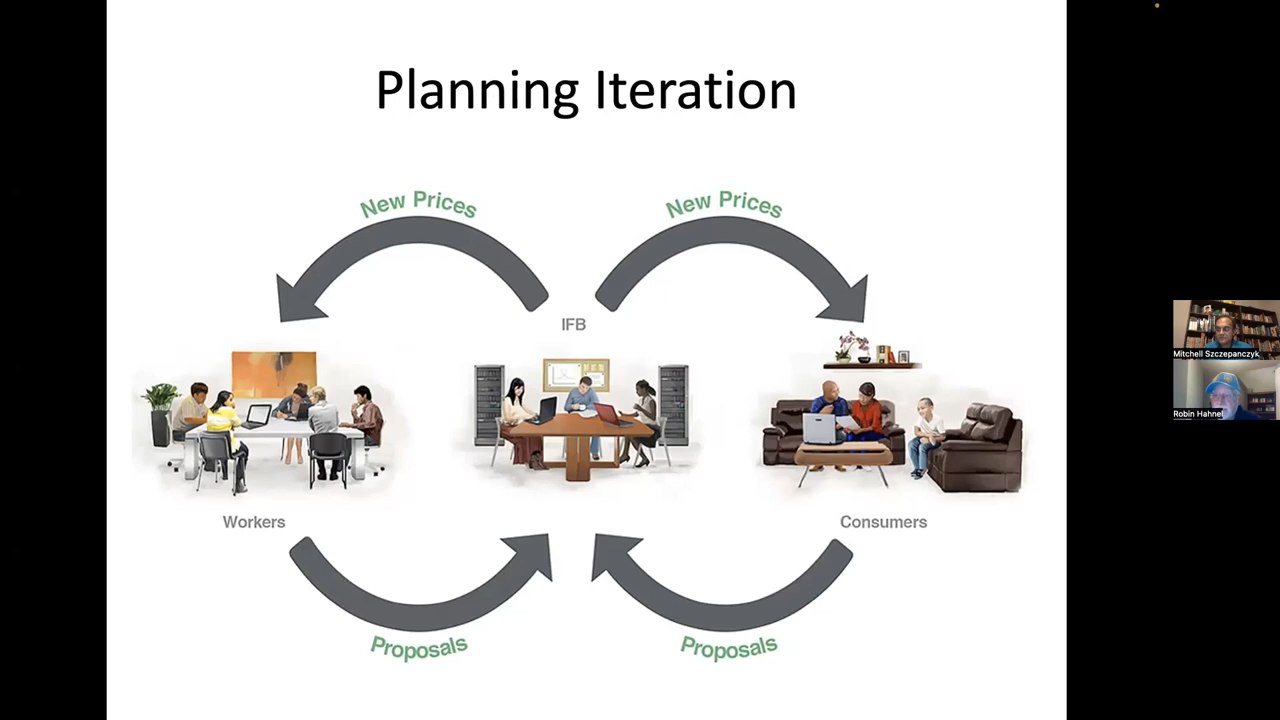 Planning Iteration
New Prices
New Prices
IFB
Workers
Consumers
Proposals
Proposals
Mitchell Szczepanczyk
Robin Hahnel